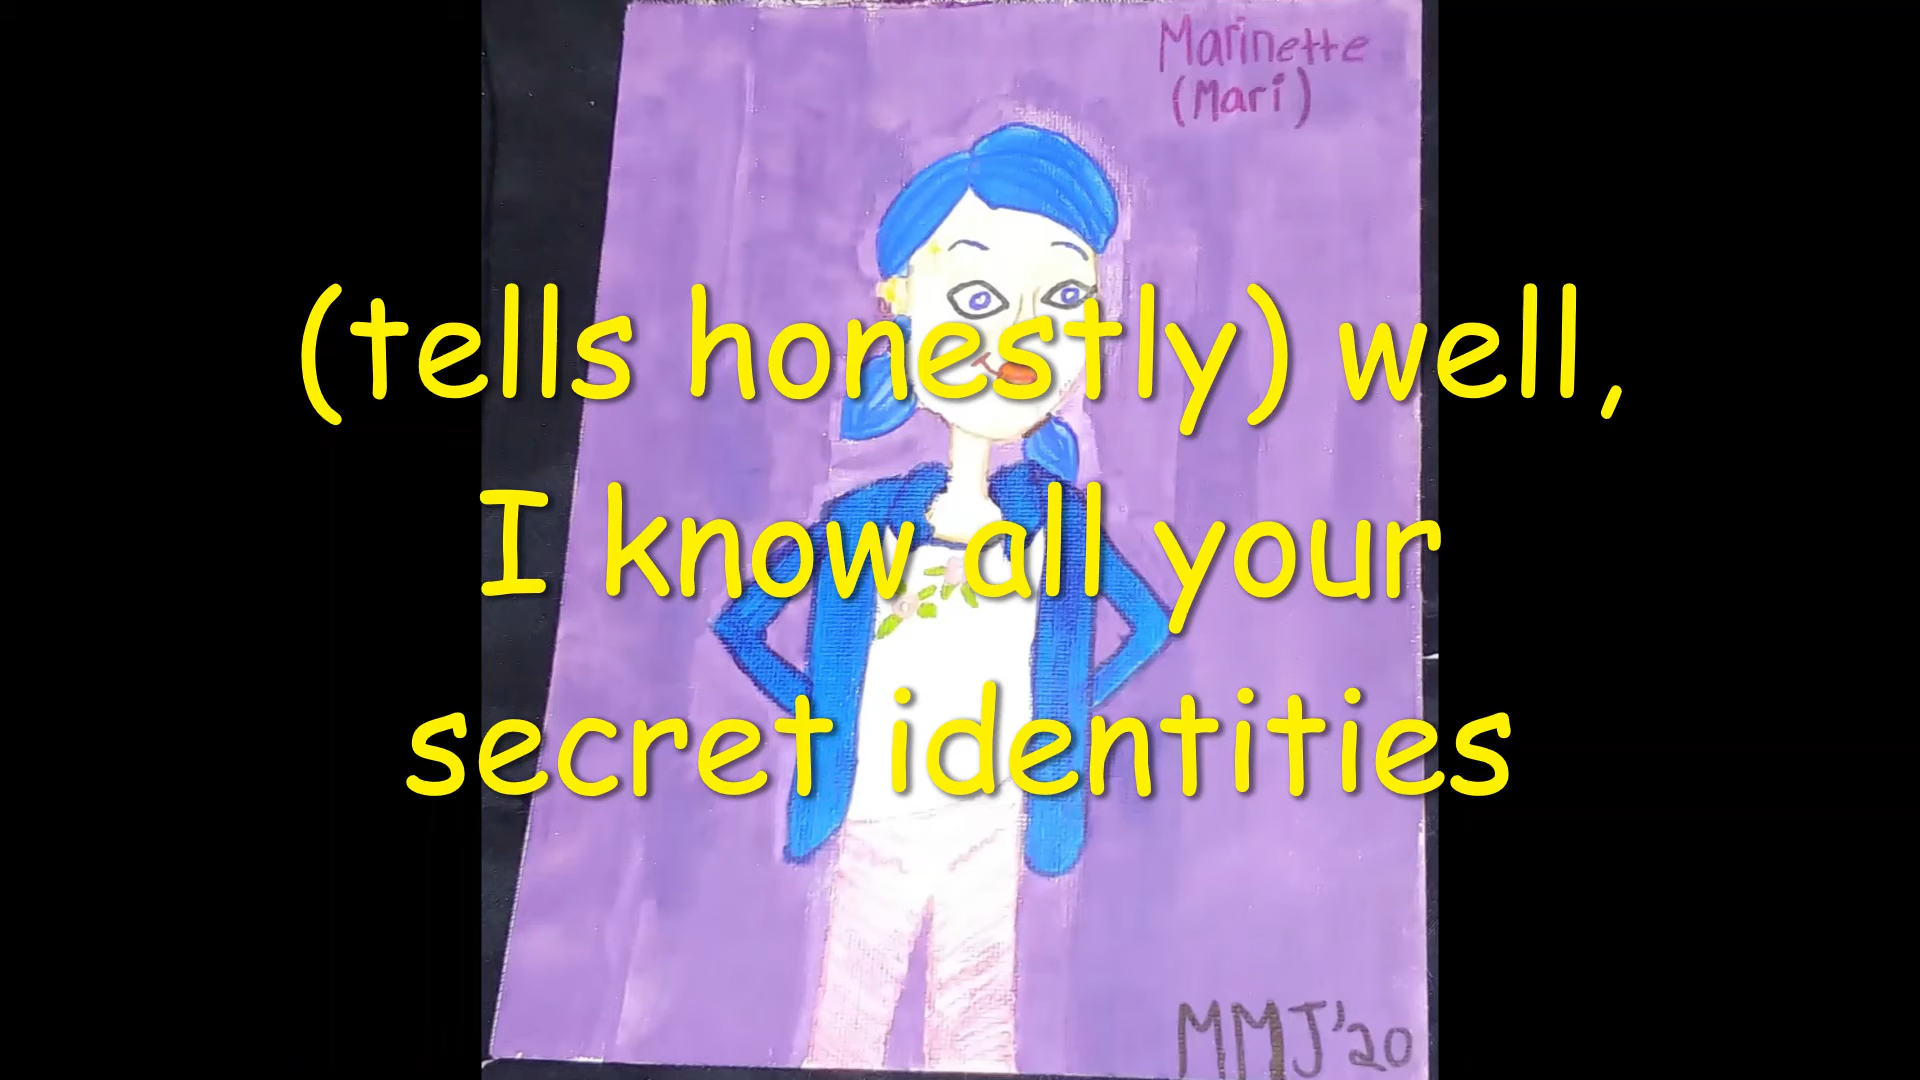 Marinette
(Mari)
(tells honestly) well,
I know all your
secret identities
MMJ'20